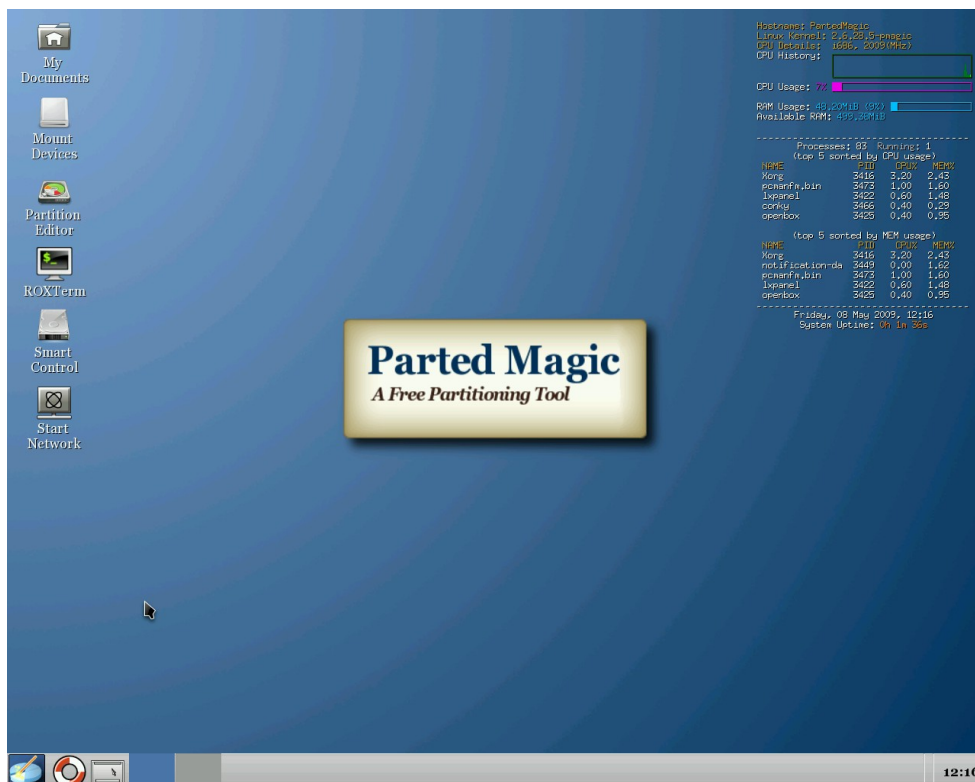 My
Documents
Mount
Devices
Partition
Editor
ROXTerm
Smart
Control
Start
Network
Parted Magic
A Free Partitioning Tool
Hostname: PartedMagic
Linux Kernel: 2.6.28.5-pmagic
CPU Details: i686, 2009(MHz)
CPU History:
CPU Usage: 7%
RAM Usage: 48,20MiB (9%)
Available RAM: 499,36MiB
Processes: 83 Running: 1
(top 5 sorted by CPU usage)
NAME PID CPU% MEM%
Xorg 3416 3.20 2.43
pcmanfm.bin 3473 1.00 1.60
lxpanel 3422 0.60 1.48
conky 3466 0.40 0.29
openbox 3425 0.40 0.95
(top 5 sorted by MEM usage)
NAME PID CPU% MEM%
Xorg 3416 3.20 2.43
notification-da 3449 0.00 1.62
pcmanfm.bin 3473 1.00 1.60
lxpanel 3422 0.60 1.48
openbox 3425 0.40 0.95
Friday, 08 May 2009, 12:16
System Uptime: 0h 1m 36s